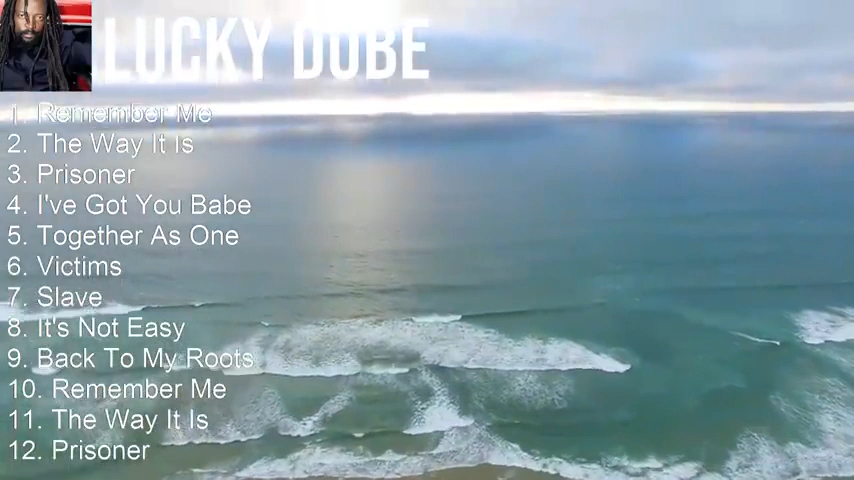 LUCKY DUBE
1. Remember Me
2. The Way It Is
3. Prisoner
4. I've Got You Babe
5. Together As One
6. Victims
7. Slave
8. It's Not Easy
9. Back To My Roots
10. Remember Me
11. The Way It Is
12. Prisoner